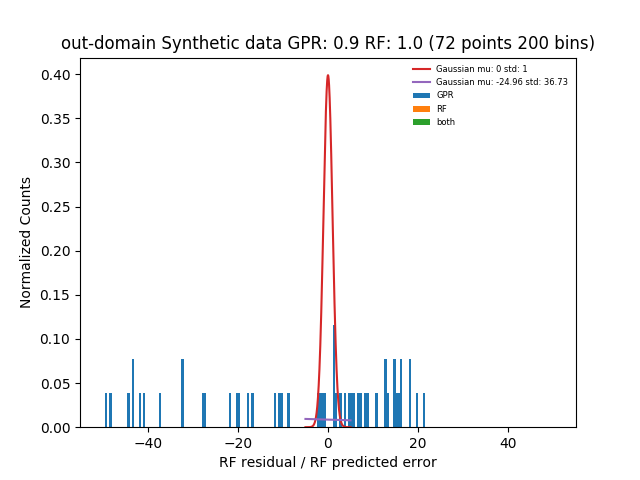 out-domain Synthetic data GPR: 0.9 RF: 1.0 (72 points 200 bins)
Gaussian mu: 0 std: 1
Gaussian mu: -24.96 std: 36.73
GPR
RF
both
Normalized Counts
0.40
0.35
0.30
0.25
0.20
0.15
0.10
0.05
0.00
−40 −20 0 20 40
RF residual / RF predicted error